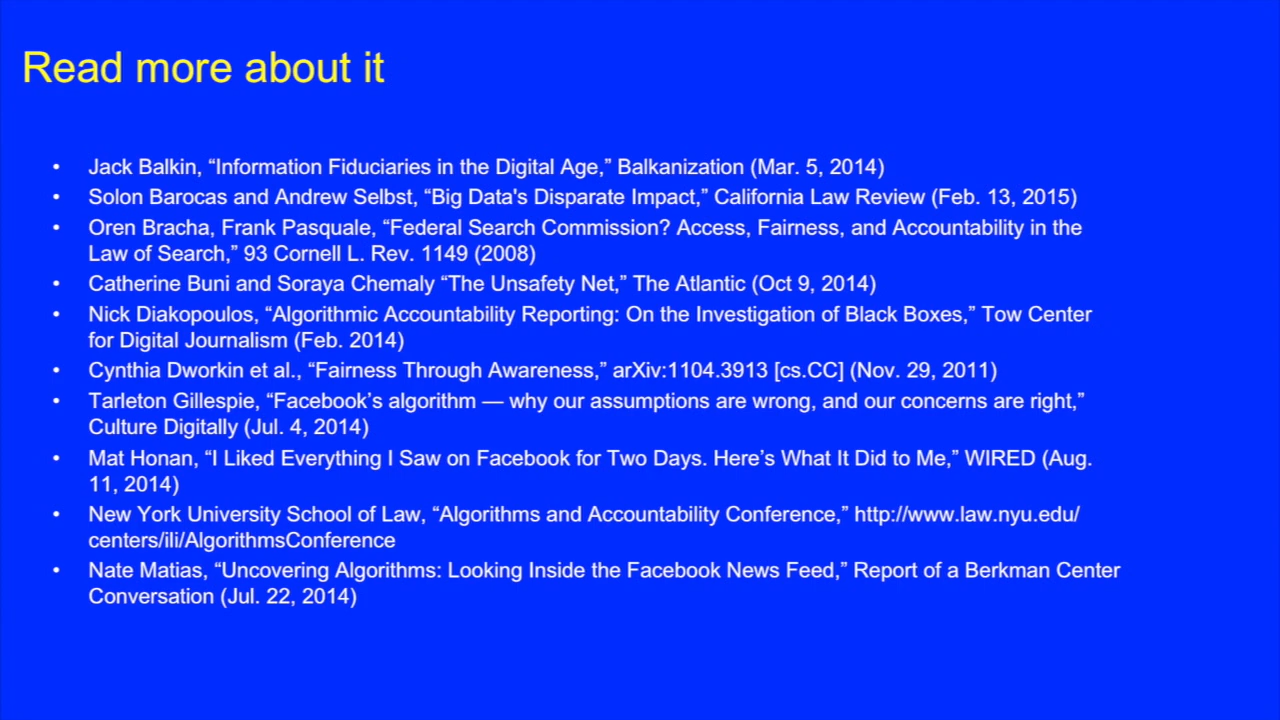 Read more about it
• Jack Balkin, “Information Fiduciaries in the Digital Age,” Balkanization (Mar. 5, 2014)
• Solon Barocas and Andrew Selbst, “Big Data's Disparate Impact,” California Law Review (Feb. 13, 2015)
• Oren Bracha, Frank Pasquale, “Federal Search Commission? Access, Fairness, and Accountability in the
Law of Search,” 93 Cornell L. Rev. 1149 (2008)
• Catherine Buni and Soraya Chemaly “The Unsafety Net,” The Atlantic (Oct 9, 2014)
• Nick Diakopoulos, “Algorithmic Accountability Reporting: On the Investigation of Black Boxes,” Tow Center
for Digital Journalism (Feb. 2014)
• Cynthia Dworkin et al., “Fairness Through Awareness,” arXiv:1104.3913 [cs.CC] (Nov. 29, 2011)
• Tarleton Gillespie, “Facebook’s algorithm — why our assumptions are wrong, and our concerns are right,”
Culture Digitally (Jul. 4, 2014)
• Mat Honan, “I Liked Everything I Saw on Facebook for Two Days. Here’s What It Did to Me,” WIRED (Aug.
11, 2014)
• New York University School of Law, “Algorithms and Accountability Conference,” http://www.law.nyu.edu/
centers/ili/AlgorithmsConference
• Nate Matias, “Uncovering Algorithms: Looking Inside the Facebook News Feed,” Report of a Berkman Center
Conversation (Jul. 22, 2014)